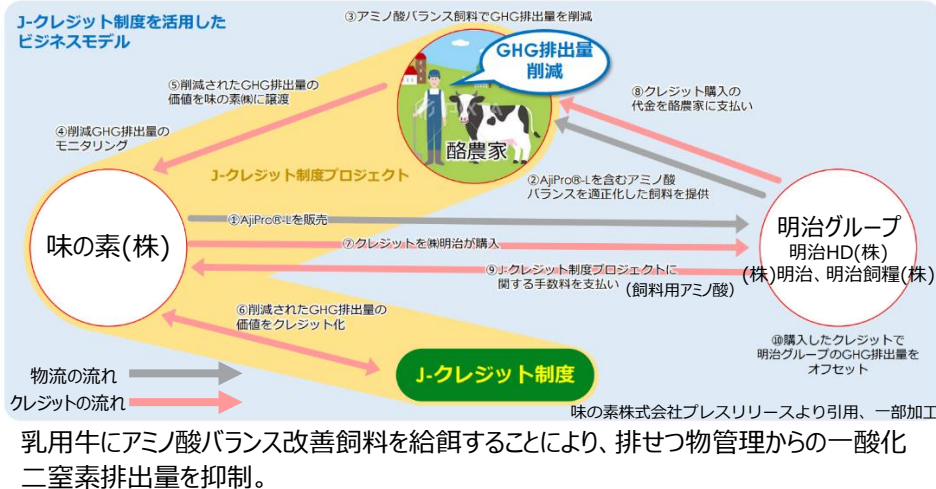 J-クレジット制度を活用した
ビジネスモデル
③アミノ酸バランス飼料でGHG排出量を削減
GHG排出量
削減
⑤削減されたGHG排出量の
価値を味の素㈱に譲渡
⑧クレジット購入の
代金を酪農家に支払い
④削減GHG排出量の
モニタリング
酪農家
J-クレジット制度プロジェクト
②AjiPro®-Lを含むアミノ酸
バランスを適正化した飼料を提供
①AjiPro®-Lを販売
味の素(株)
⑦クレジットを㈱明治が購入
明治グループ
明治HD(株)
(株)明治、明治飼糧(株)
⑨J-クレジット制度プロジェクトに
関する手数料を支払い
(飼料用アミノ酸)
⑥削減されたGHG排出量の
価値をクレジット化
⑩購入したクレジットで
明治グループのGHG排出量を
オフセット
J-クレジット制度
物流の流れ
クレジットの流れ
味の素株式会社プレスリリースより引用、一部加工
乳用牛にアミノ酸バランス改善飼料を給餌することにより、排せつ物管理からの一酸化
二窒素排出量を抑制。